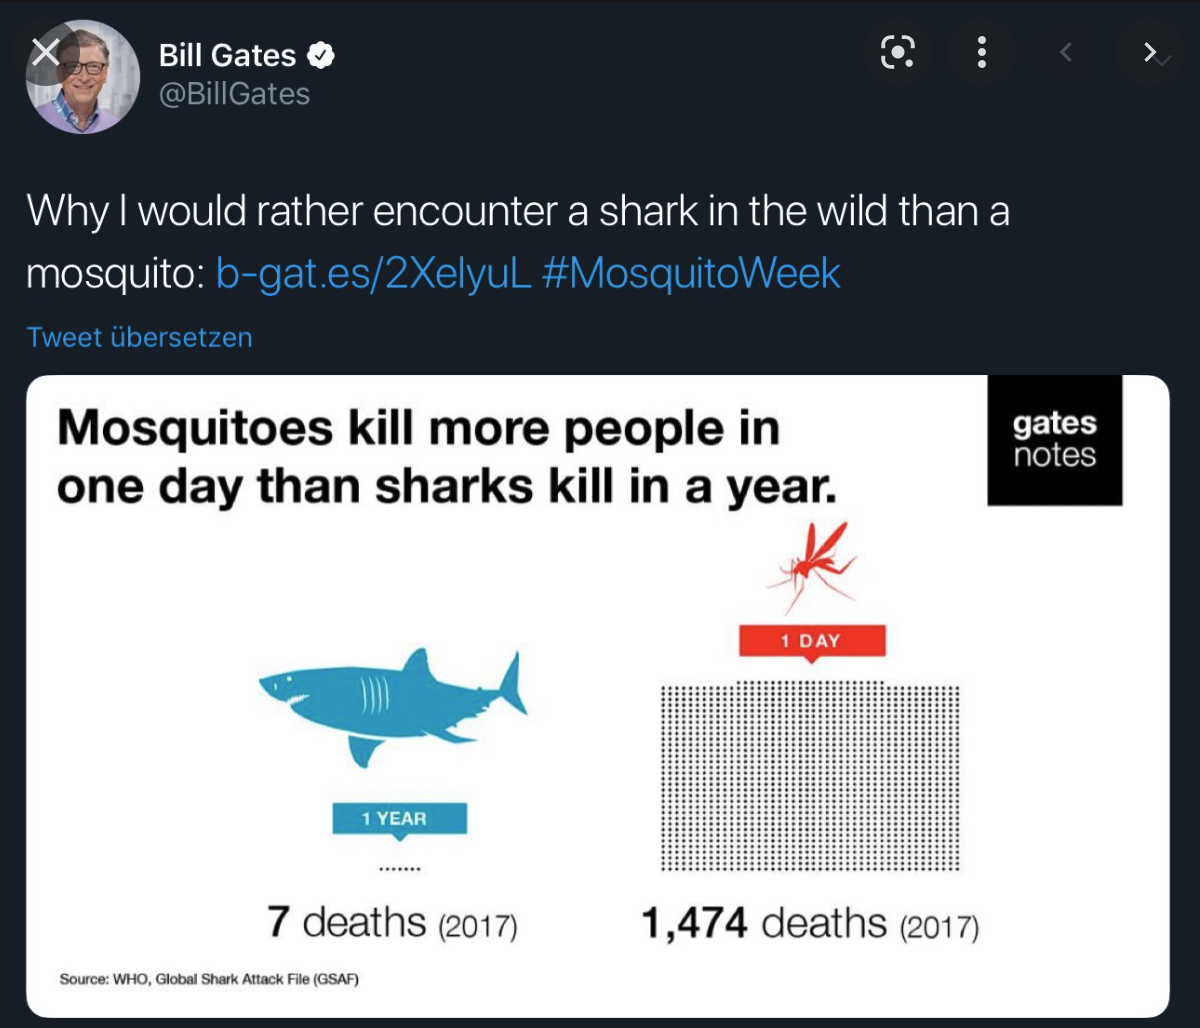 Bill Gates
@BillGates
Why I would rather encounter a shark in the wild than a
mosquito: b-gat.es/2XelyuL #MosquitoWeek
Tweet übersetzen
Mosquitoes kill more people in
one day than sharks kill in a year.
gates
notes
1 DAY
1 YEAR
7 deaths (2017)
1,474 deaths (2017)
Source: WHO, Global Shark Attack File (GSAF)